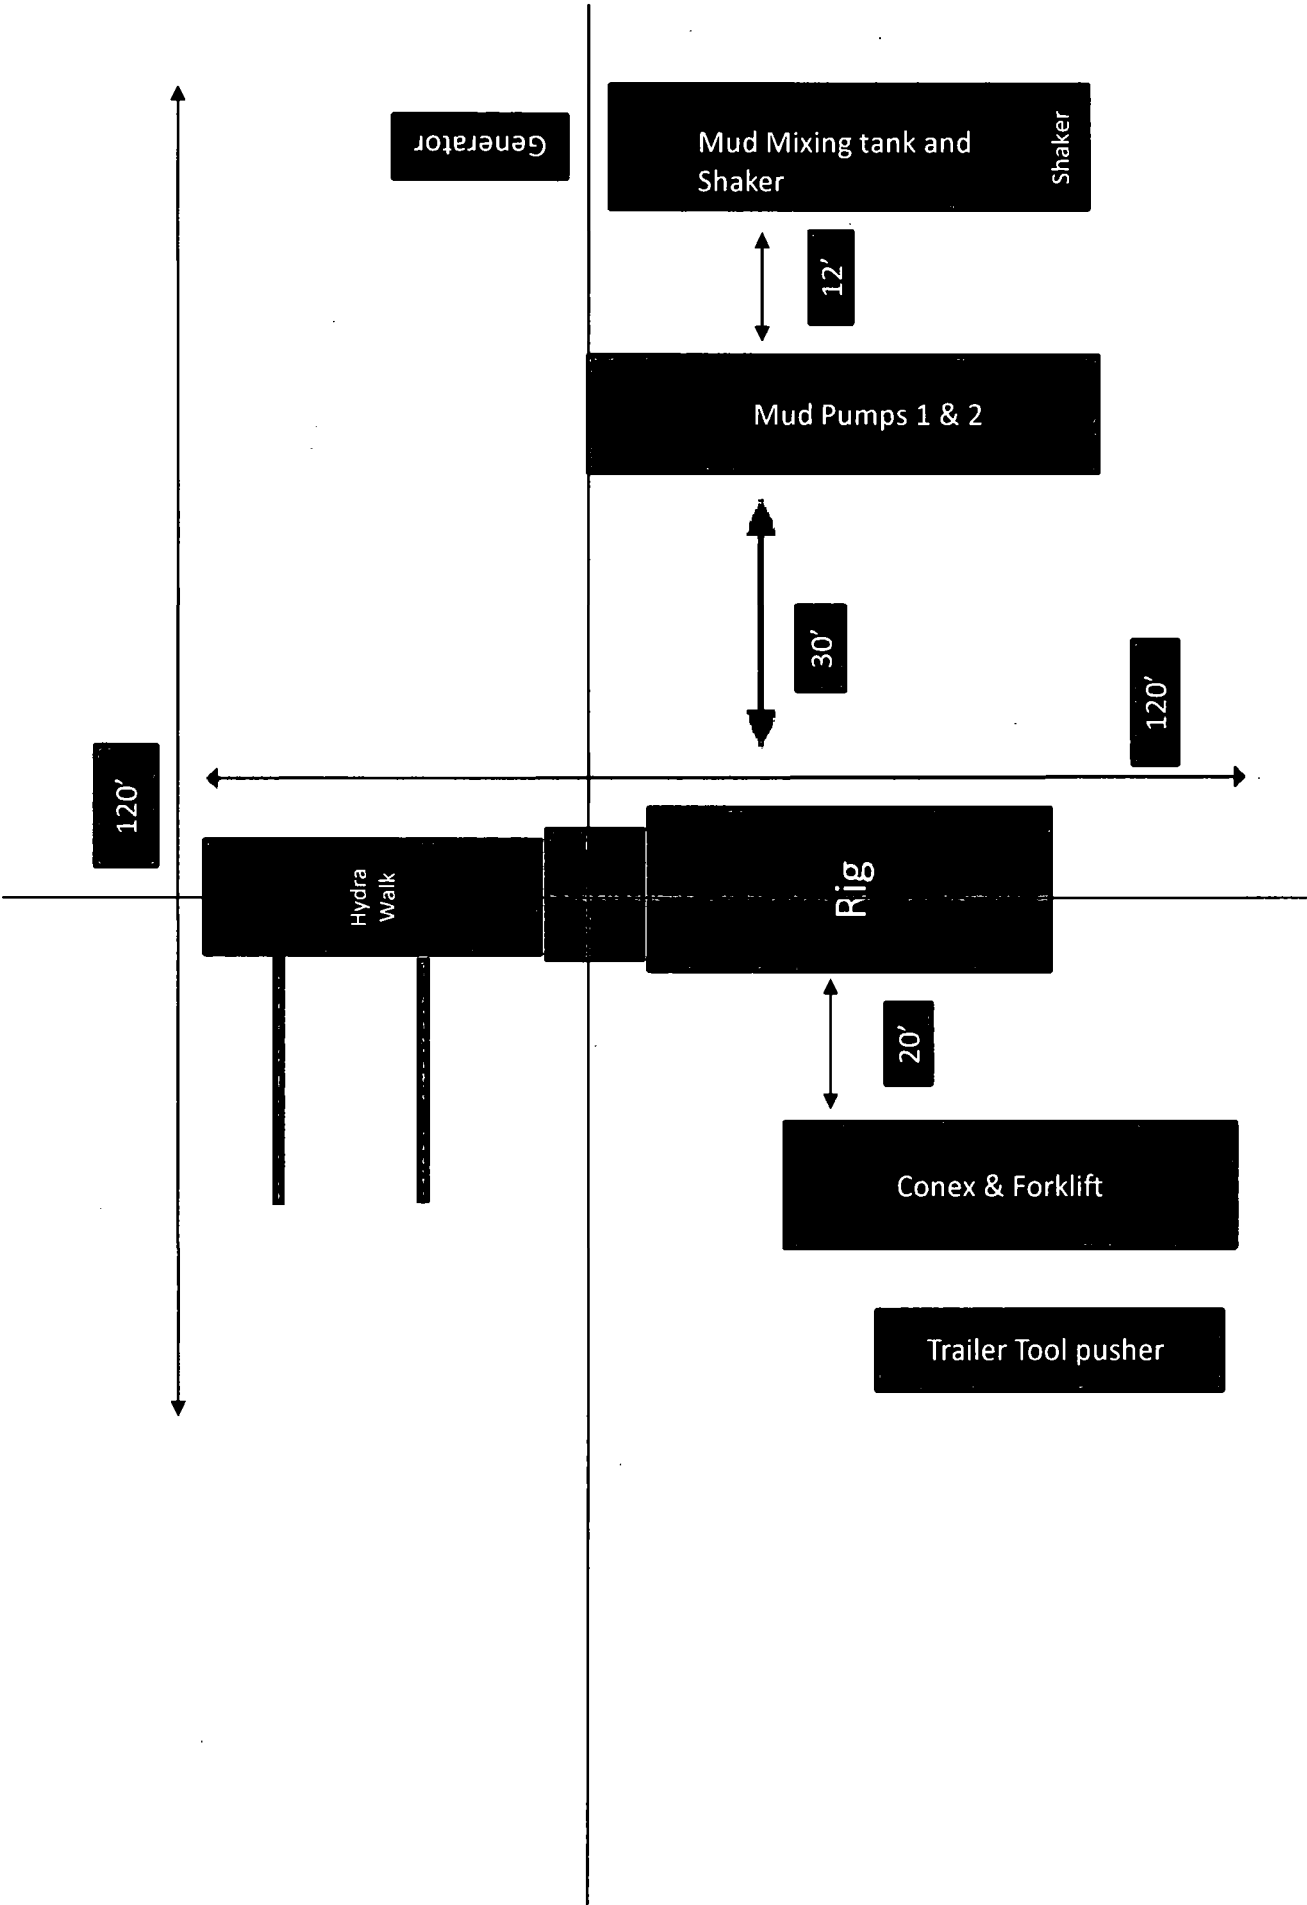 Generator
Mud Mixing tank and
Shaker
Shaker
12′
Mud Pumps 1 & 2
30′
120′
120′
Hydra
Walk
Rig
20′
Conex & Forklift
Trailer Tool pusher